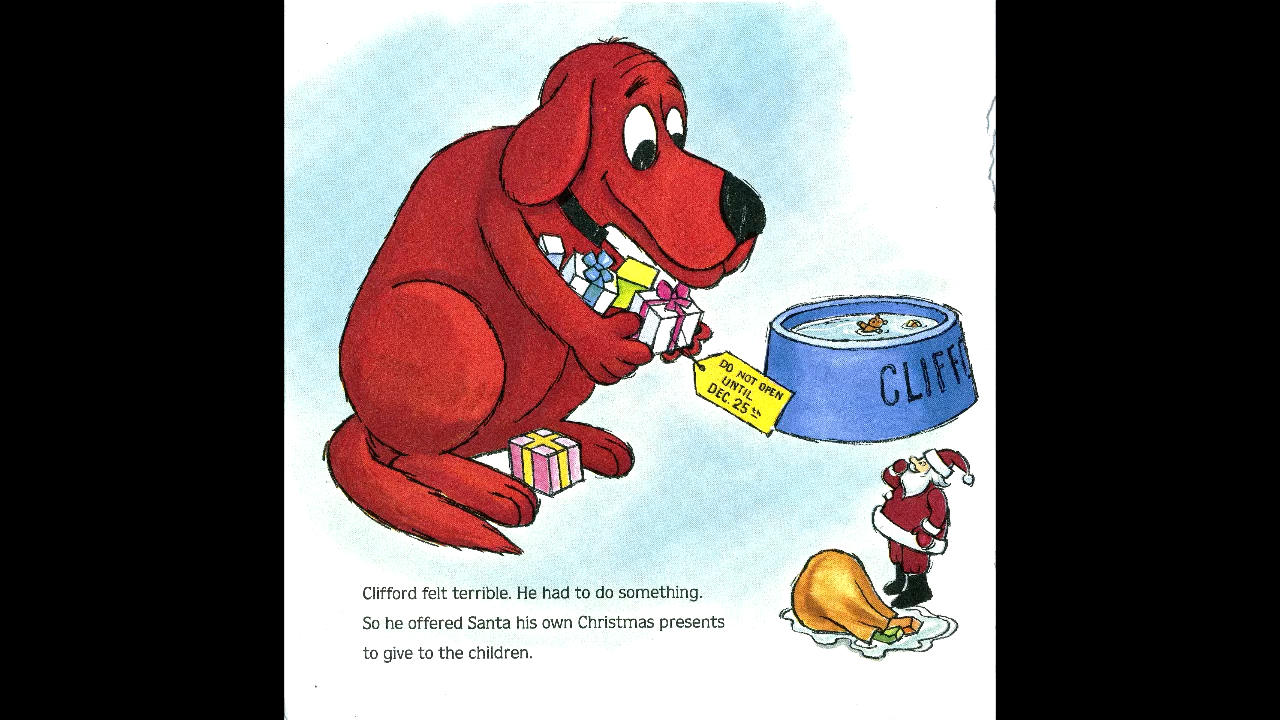 DO NOT OPEN
UNTIL
DEC. 25th
CLIFF
Clifford felt terrible. He had to do something.
So he offered Santa his own Christmas presents
to give to the children.